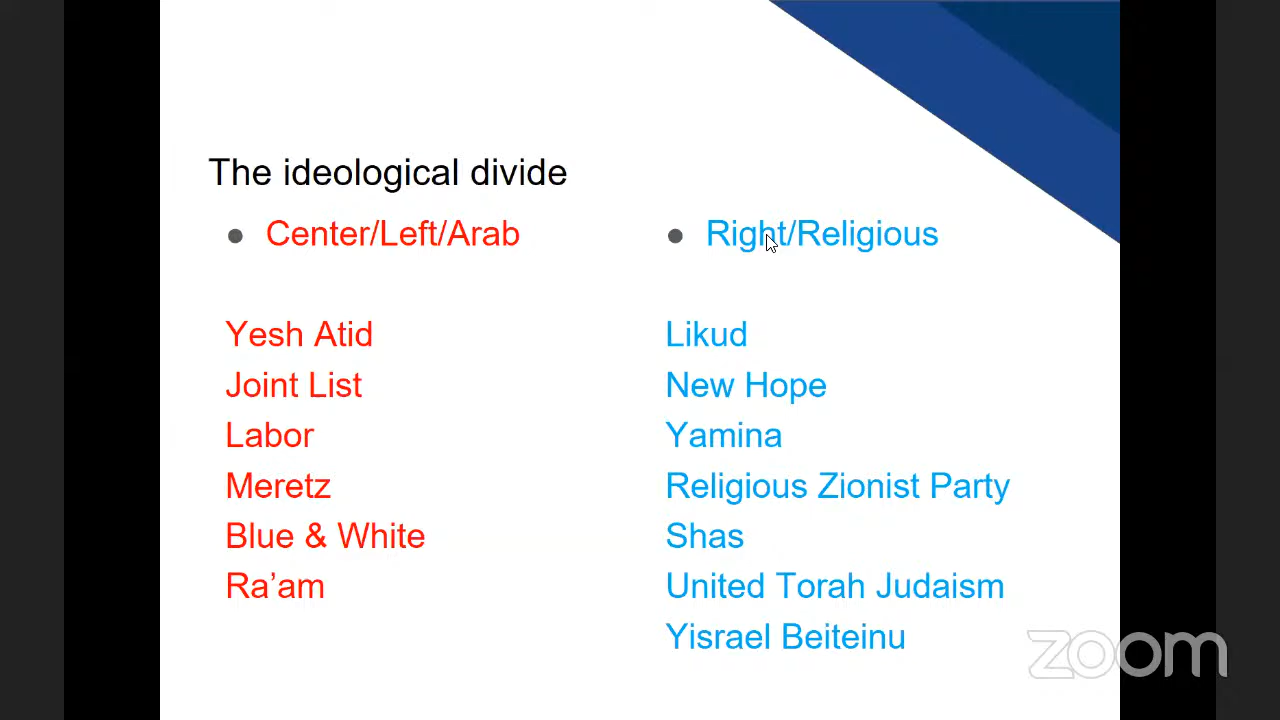 The ideological divide
Center/Left/Arab
Yesh Atid
Joint List
Labor
Meretz
Blue & White
Ra’am
Right/Religious
Likud
New Hope
Yamina
Religious Zionist Party
Shas
United Torah Judaism
Yisrael Beiteinu
zoom